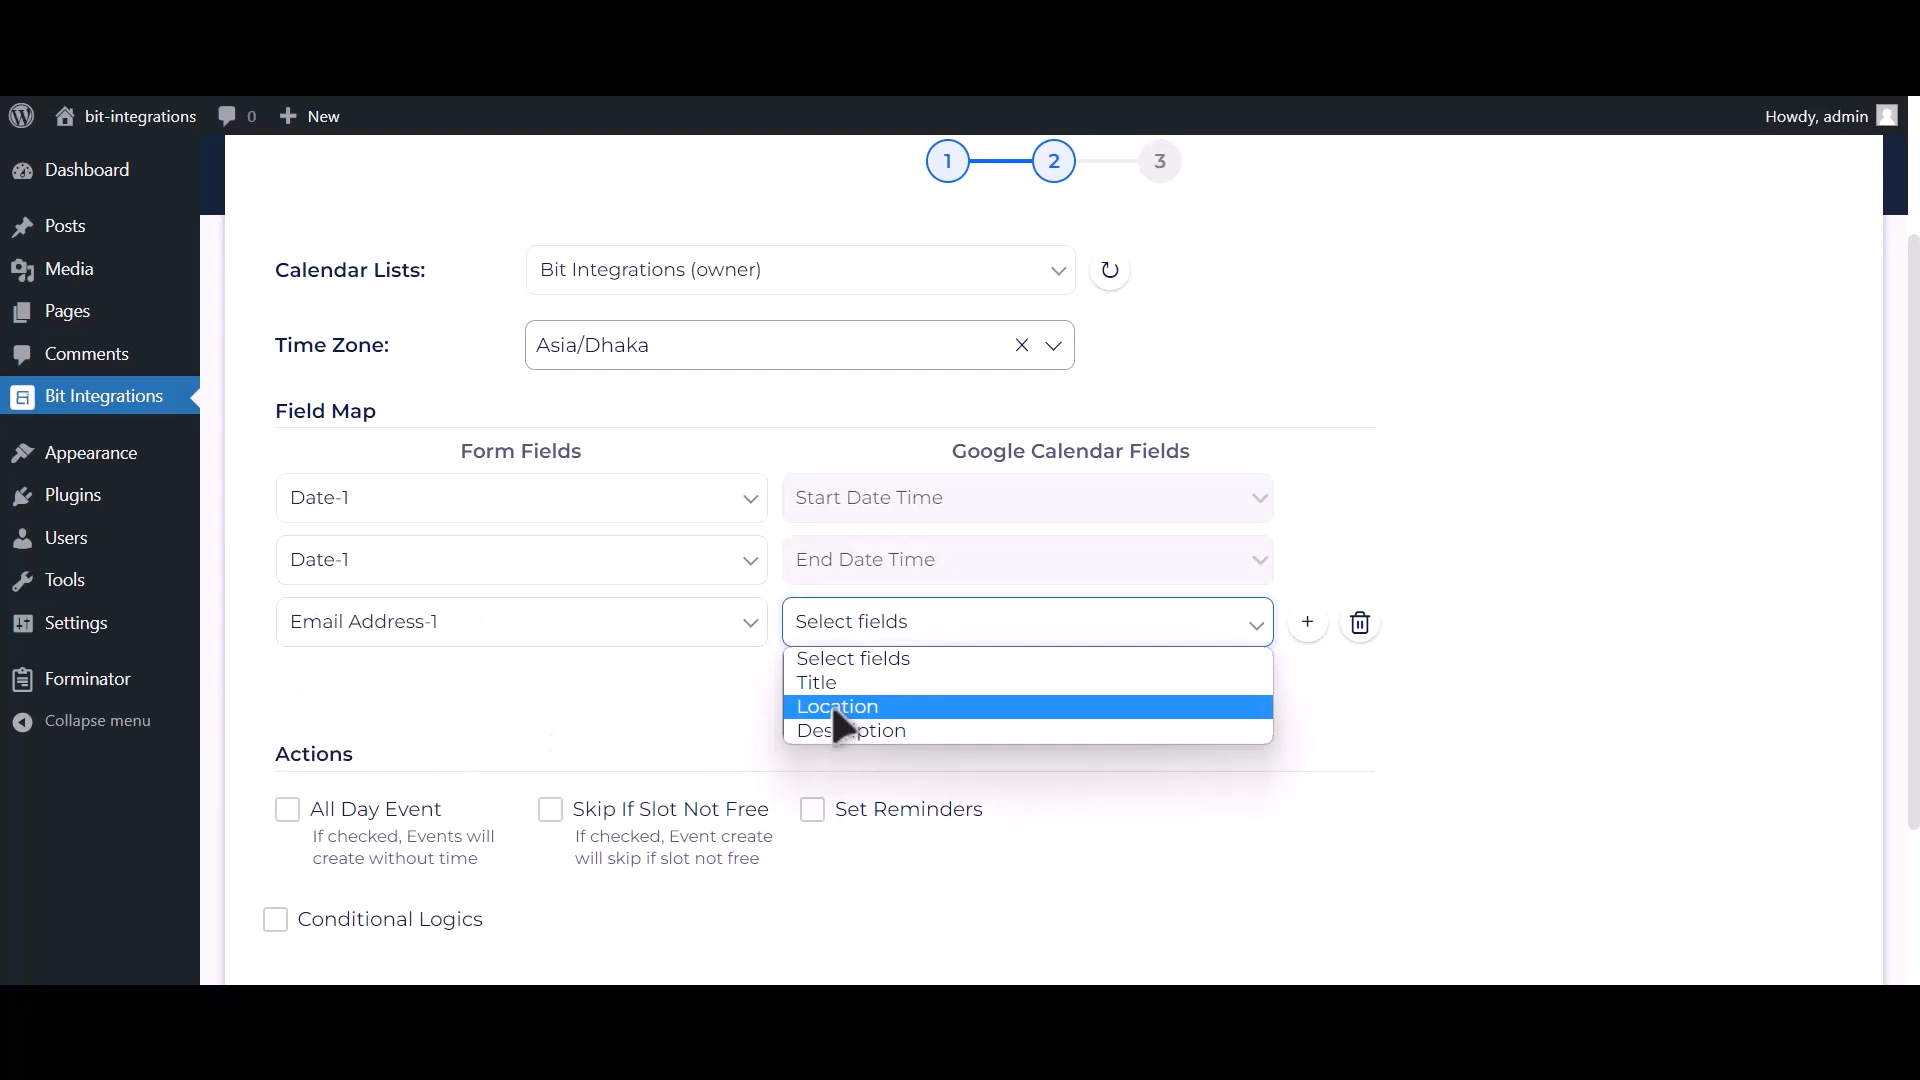 bit-integrations
0
New
Howdy, admin
Dashboard
Posts
Media
Pages
Comments
Bit Integrations
Appearance
Plugins
Users
Tools
Settings
Forminator
Collapse menu
1
2
3
Calendar Lists:
Bit Integrations (owner)
Time Zone:
Asia/Dhaka
Field Map
Form Fields
Google Calendar Fields
Date-1
Start Date Time
Date-1
End Date Time
Email Address-1
Select fields
+
Select fields
Title
Location
Description
Actions
All Day Event
If checked, Events will
create without time
Skip If Slot Not Free
If checked, Event create
will skip if slot not free
Set Reminders
Conditional Logics